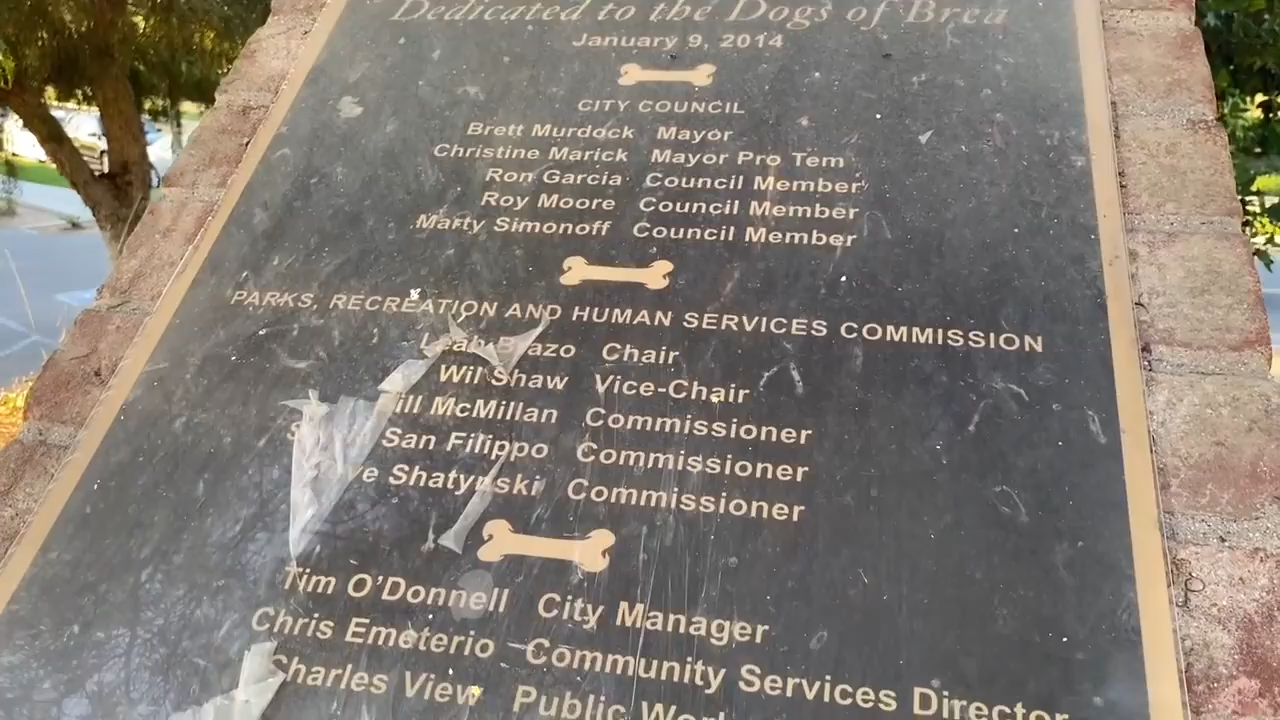 Dedicated to the Dogs of Brea
January 9, 2014
CITY COUNCIL
Brett Murdock Mayor
Christine Marick Mayor Pro Tem
Ron Garcia Council Member
Roy Moore Council Member
Marty Simonoff Council Member
PARKS, RECREATION AND HUMAN SERVICES COMMISSION
Chair
Wil Shaw Vice-Chair
McMillan Commissioner
San Filippo Commissioner
Shatynski Commissioner
Tim O'Donnell City Manager
Chris Emeterio Community Services Director
Charles View Public